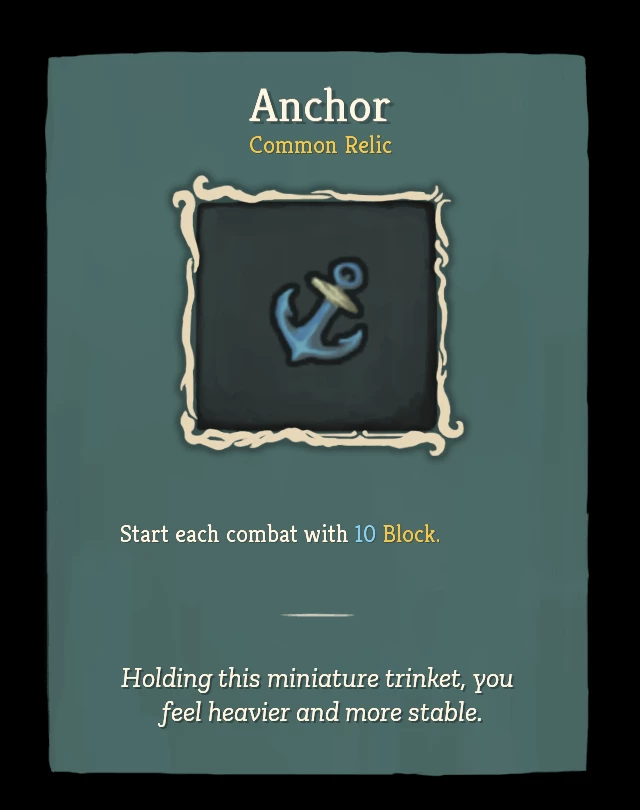 Anchor
Common Relic
Start each combat with 10 Block.
Holding this miniature trinket, you
feel heavier and more stable.